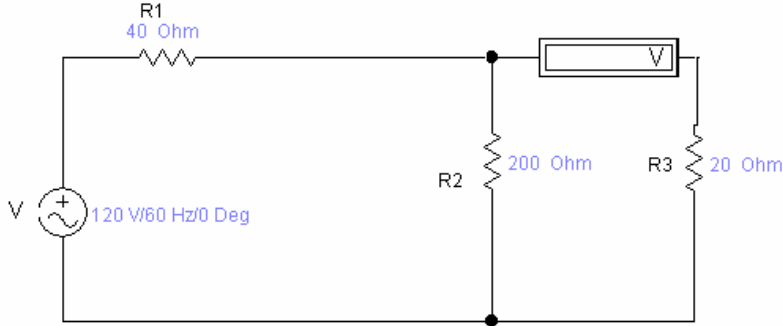 R1
40 Ohm
V
R2
200 Ohm
R3
20 Ohm
V
120 V/60 Hz/0 Deg